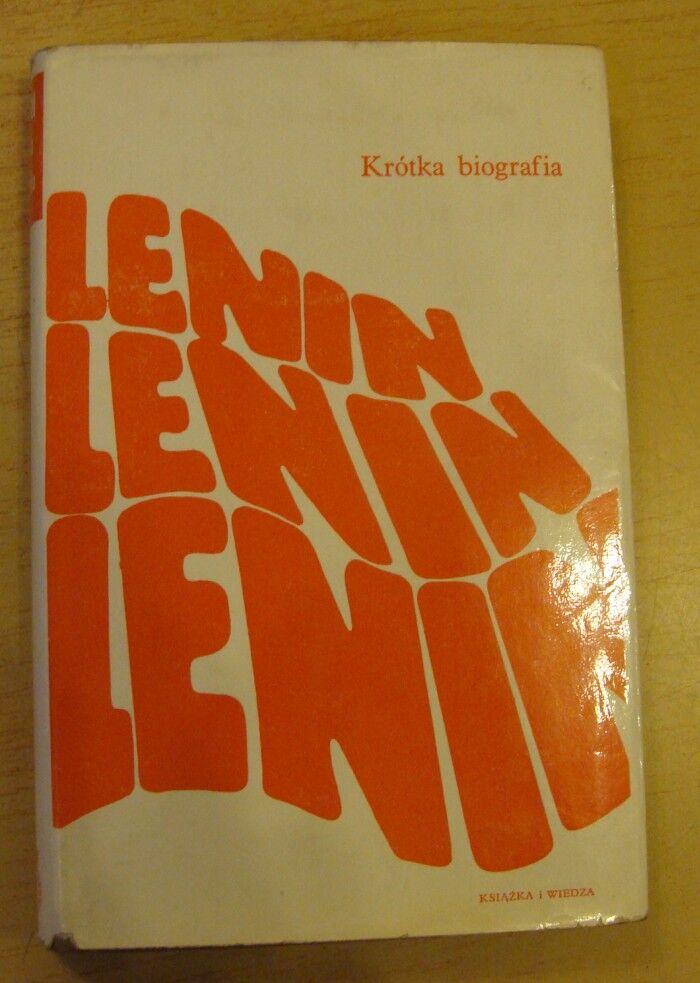 Krótka biografia
LENIN
LENIN
LENIN
KSIĄŻKA i WIEDZA